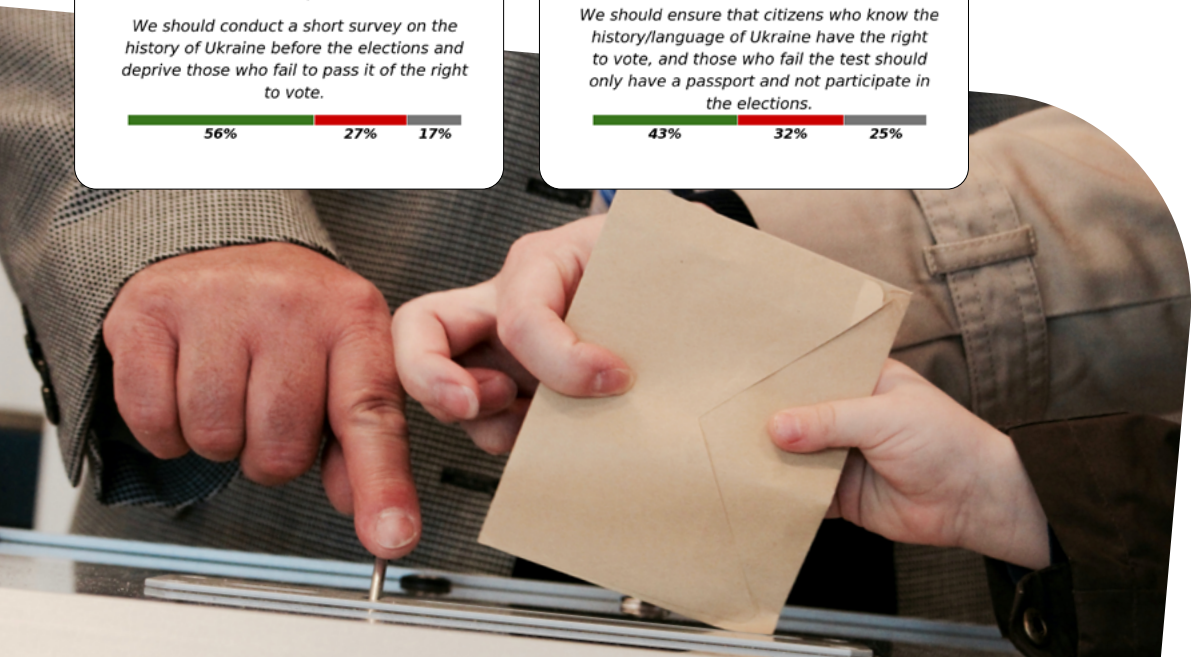 We should conduct a short survey on the
history of Ukraine before the elections and
deprive those who fail to pass it of the right
to vote.
56% 27% 17%
We should ensure that citizens who know the
history/language of Ukraine have the right
to vote, and those who fail the test should
only have a passport and not participate in
the elections.
43% 32% 25%